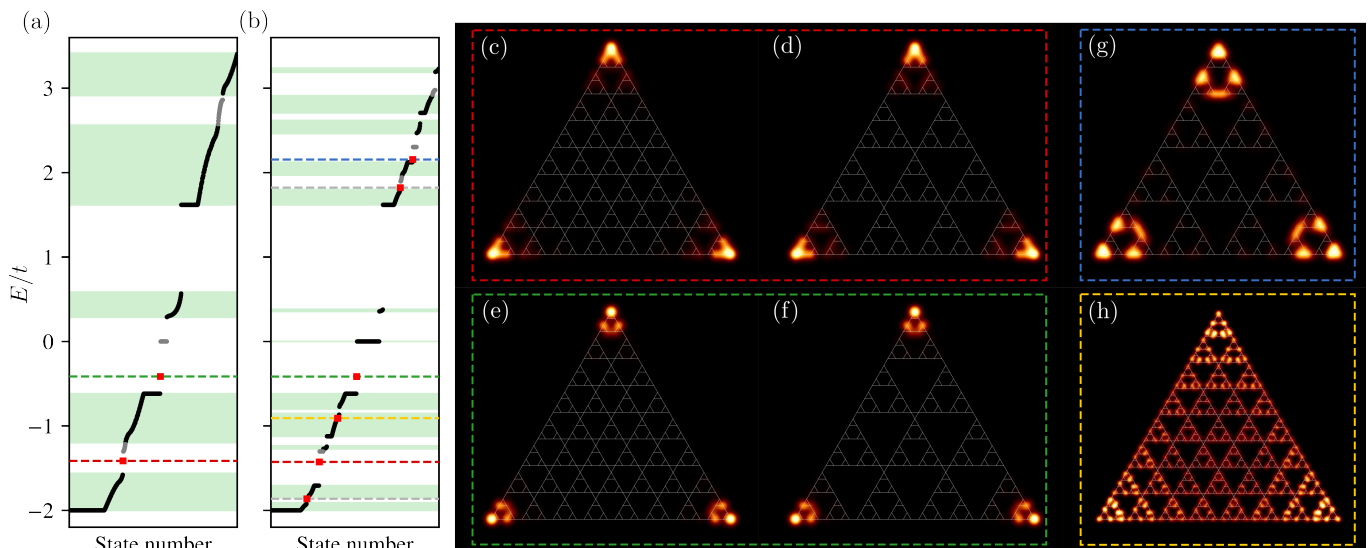 (a)
(b)
3
2
1
0
−1
−2
E/t
State number
State number
(c)
(d)
(g)
(e)
(f)
(h)